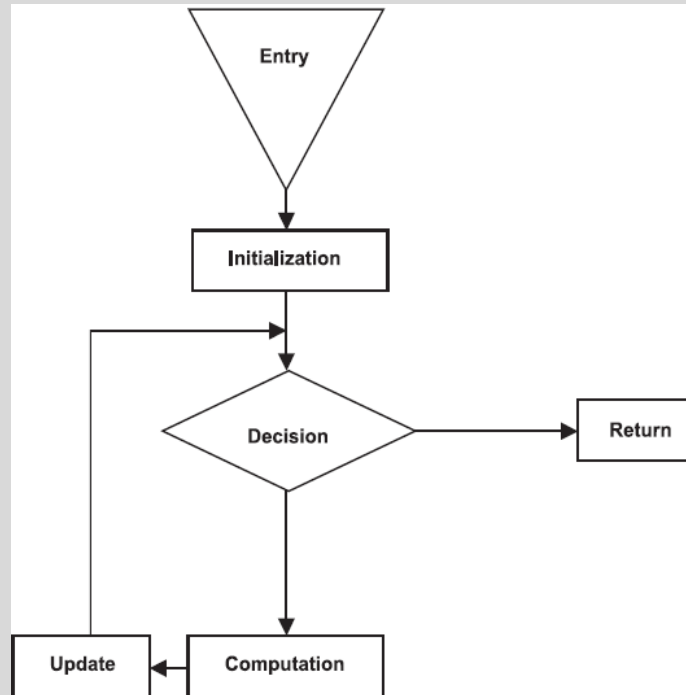 Entry
Initialization
Decision
Return
Update
Computation